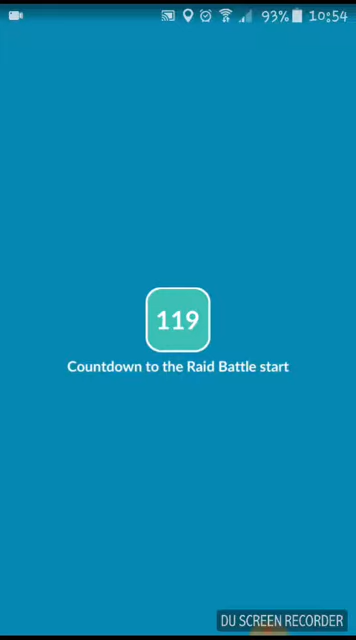 93% 10:54
119
Countdown to the Raid Battle start
DU SCREEN RECORDER